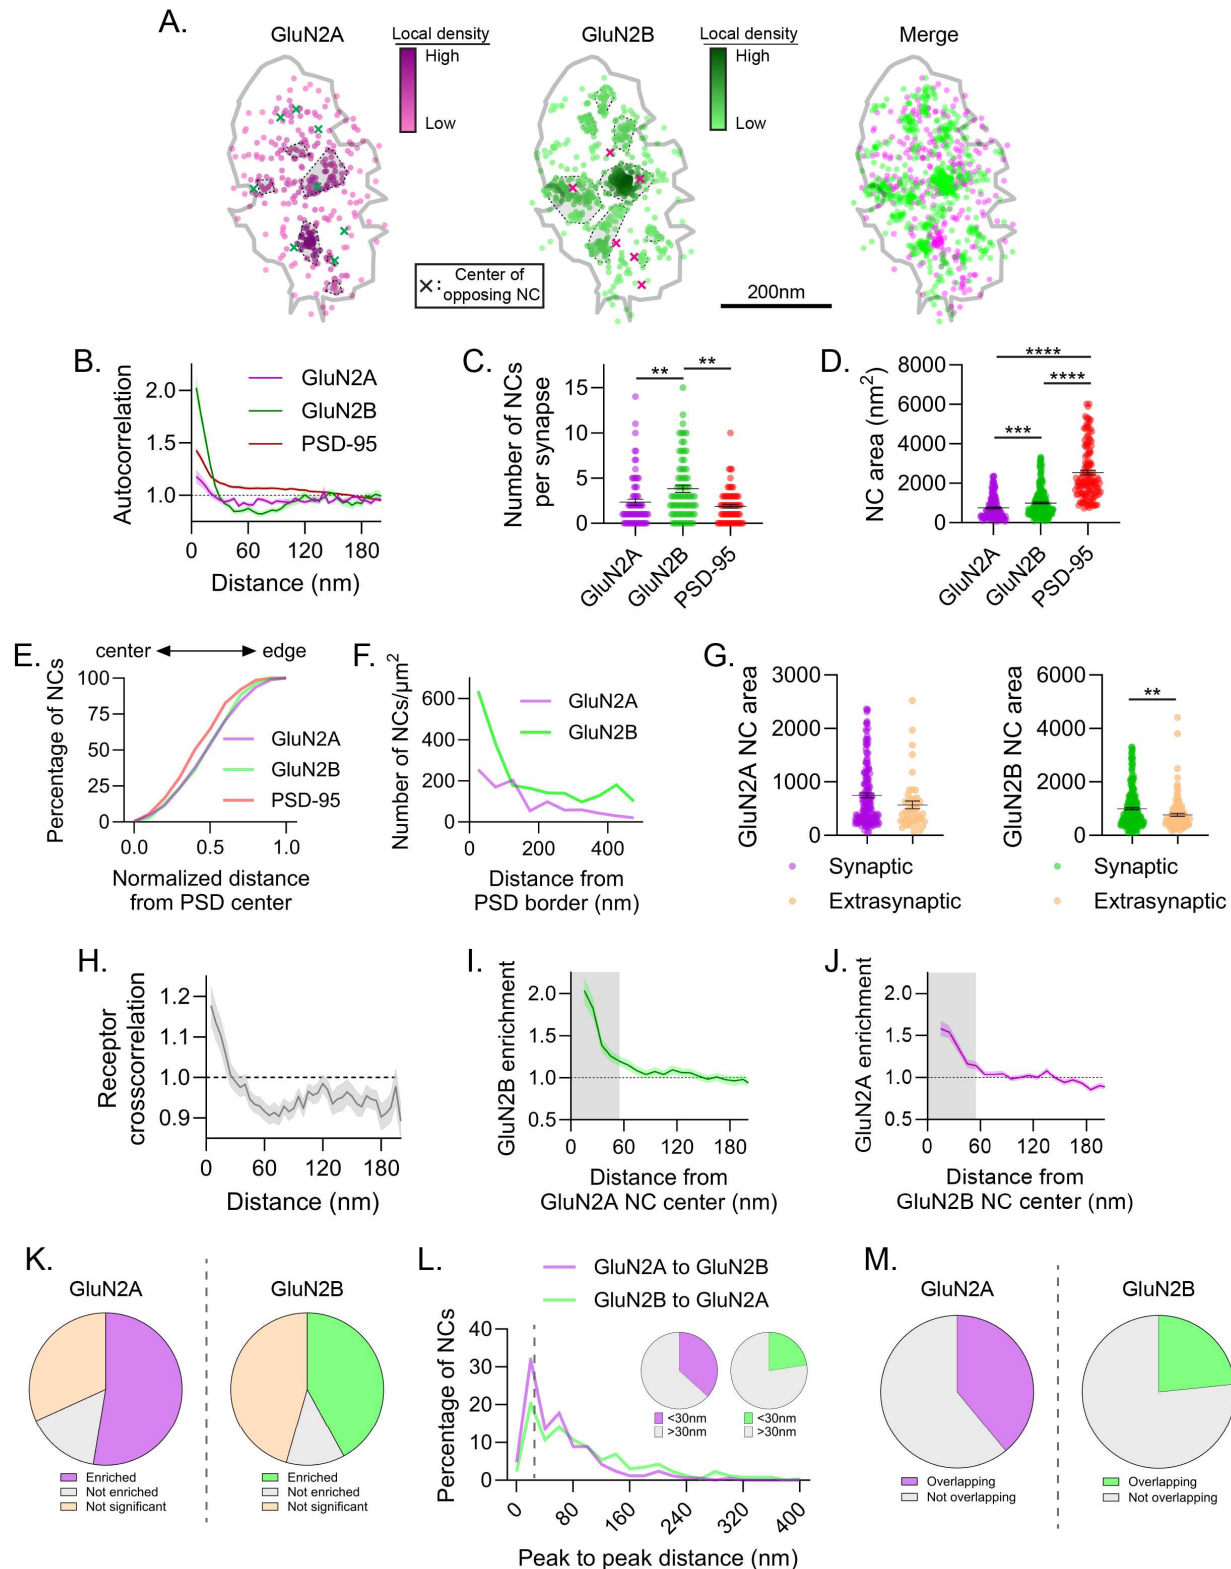 A.
GluN2A
Local density
High
Low
GluN2B
Local density
High
Low
Merge
×: Center of
opposing NC
200nm
B.
Autocorrelation
2.0
1.5
1.0
GluN2A
GluN2B
PSD-95
0 60 120 180
Distance (nm)
C.
Number of NCs
per synapse
15
10
5
0
** **
GluN2A GluN2B PSD-95
D.
NC area (nm²)
8000
6000
4000
2000
0
****
****
***
GluN2A GluN2B PSD-95
E.
center edge
Percentage of NCs
100
75
50
25
0
GluN2A
GluN2B
PSD-95
0.0 0.5 1.0
Normalized distance
from PSD center
F.
Number of NCs/μm²
600
400
200
0
GluN2A
GluN2B
0 200 400
Distance from
PSD border (nm)
G.
GluN2A NC area
3000
2000
1000
0
Synaptic
Extrasynaptic
GluN2B NC area
6000
4000
2000
0
**
Synaptic
Extrasynaptic
H.
Receptor
crosscorrelation
1.2
1.1
1.0
0.9
0 60 120 180
Distance (nm)
I.
GluN2B enrichment
2.0
1.5
1.0
0.5
0 60 120 180
Distance from
GluN2A NC center (nm)
J.
GluN2A enrichment
2.0
1.5
1.0
0.5
0 60 120 180
Distance from
GluN2B NC center (nm)
K.
GluN2A
Enriched
Not enriched
Not significant
GluN2B
Enriched
Not enriched
Not significant
L.
GluN2A to GluN2B
GluN2B to GluN2A
Percentage of NCs
40
30
20
10
0
<30nm
>30nm
<30nm
>30nm
0 80 160 240 320 400
Peak to peak distance (nm)
M.
GluN2A
Overlapping
Not overlapping
GluN2B
Overlapping
Not overlapping